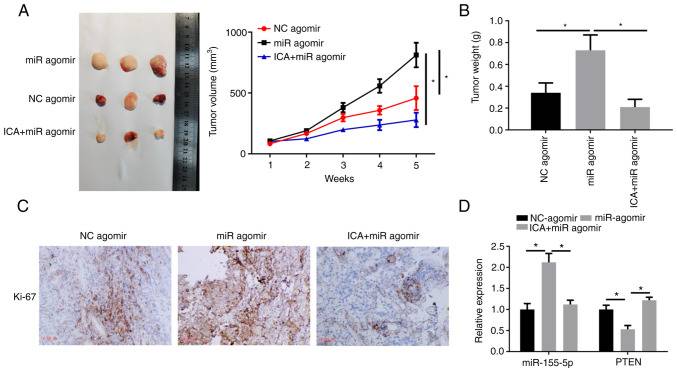 A
miR agomir
NC agomir
ICA+miR agomir
Tumor volume (mm³)
1000
500
0
1
2
3
4
5
Weeks
NC agomir
miR agomir
ICA+miR agomir
*
*
B
Tumor weight (g)
1.0
0.8
0.6
0.4
0.2
0.0
*
*
NC agomir
miR agomir
ICA+miR agomir
C
NC agomir
miR agomir
ICA+miR agomir
Ki-67
D
NC-agomir miR-agomir
ICA+miR agomir
Relative expression
2.5
2.0
1.5
1.0
0.5
0.0
* *
* *
miR-155-5p PTEN